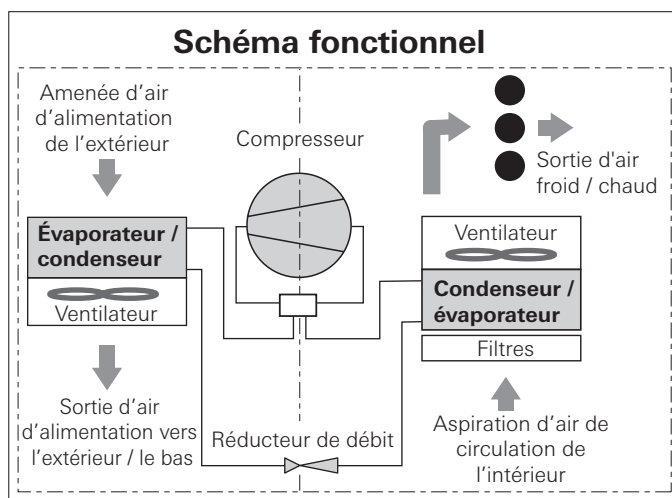 Schéma fonctionnel
Amenée d'air
d'alimentation
de l'extérieur
Compresseur
Sortie d'air
froid / chaud
Évaporateur /
condenseur
Ventilateur
Ventilateur
Condenseur /
évaporateur
Filtres
Sortie d'air
d'alimentation vers
l'extérieur / le bas
Réducteur de débit
Aspiration d'air de
circulation de
l'intérieur